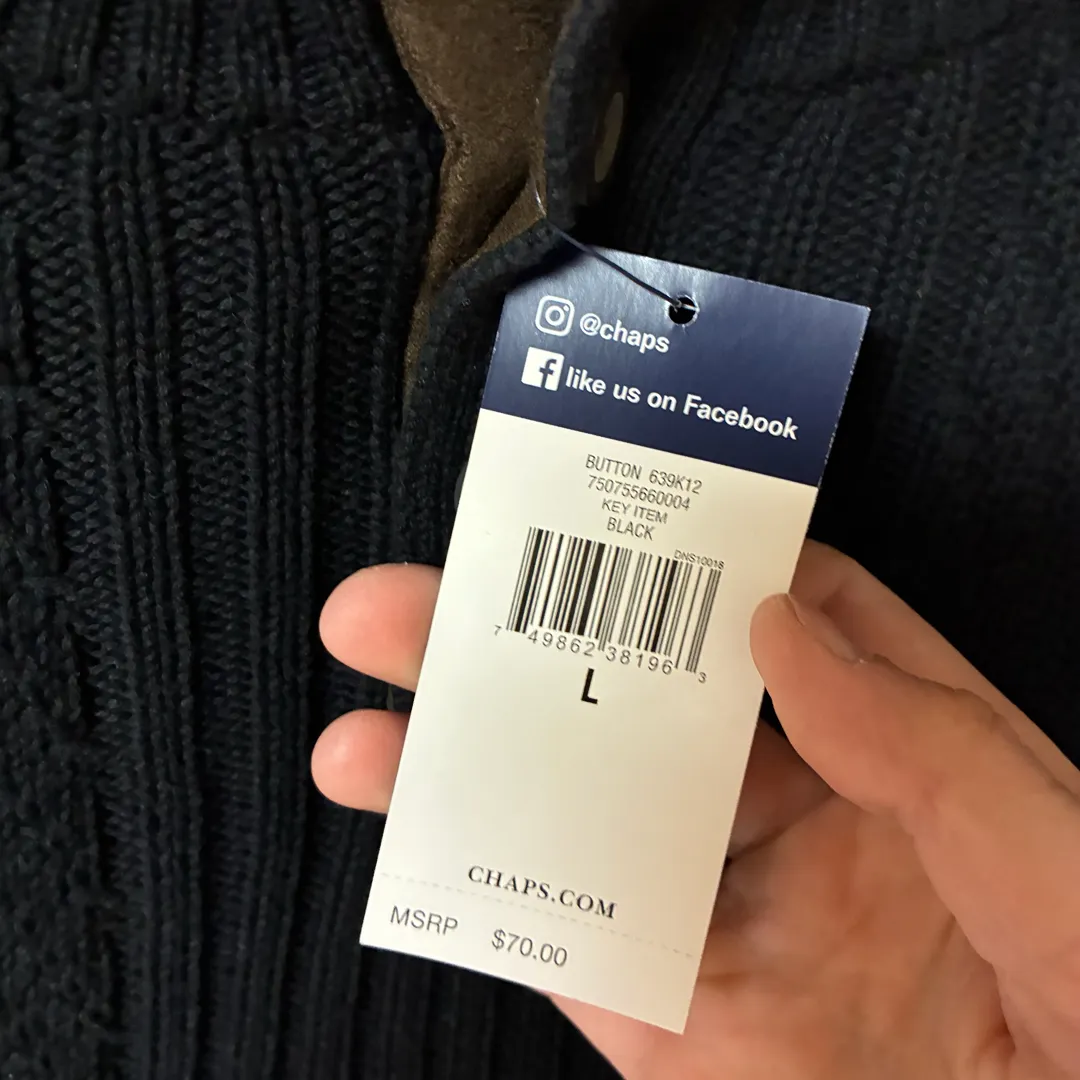 @chaps
like us on Facebook
BUTTON 639K12
750755660004
KEY ITEM
BLACK
DNS10018
7 49862 38196 3
L
CHAPS.COM
MSRP $70.00